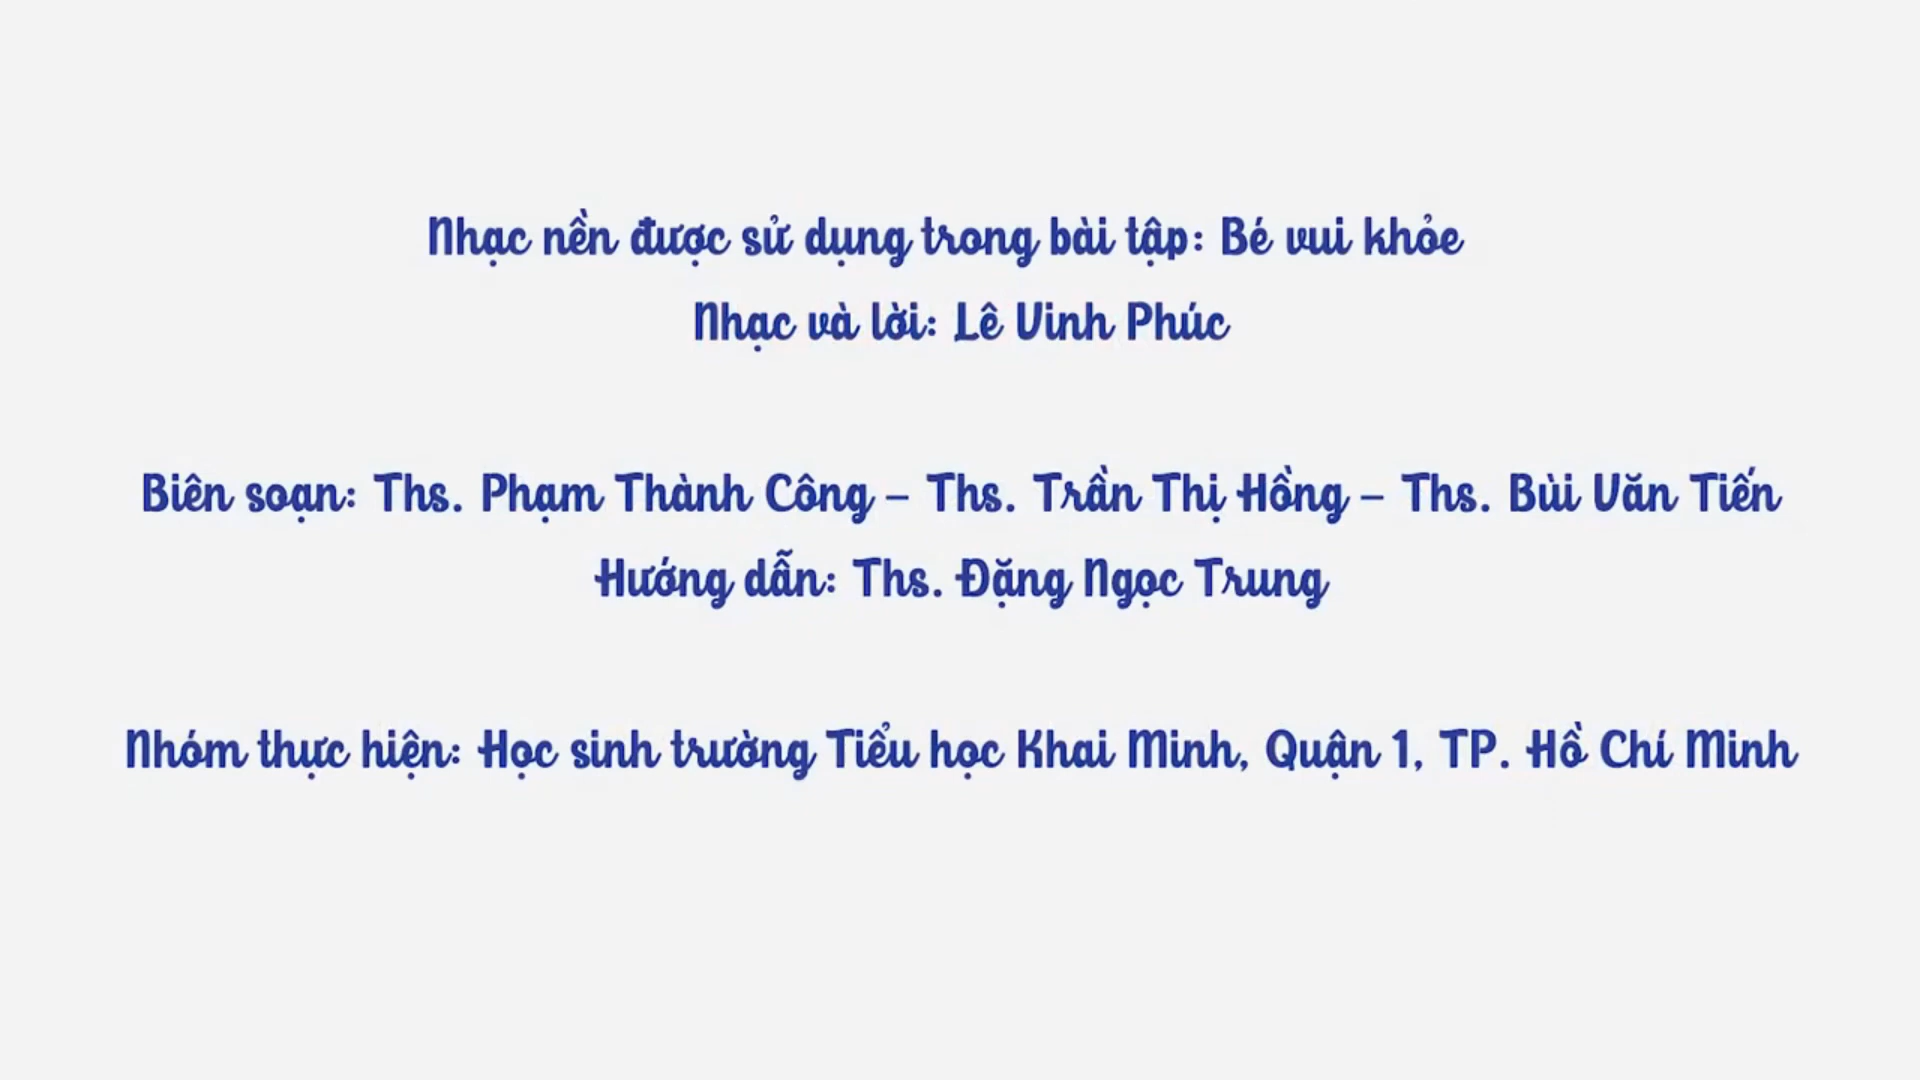 Nhạc nền được sử dụng trong bài tập: Bé vui khỏe
Nhạc và lời: Lê Vinh Phúc
Biên soạn: Ths. Phạm Thành Công – Ths. Trần Thị Hồng – Ths. Bùi Văn Tiến
Hướng dẫn: Ths. Đặng Ngọc Trung
Nhóm thực hiện: Học sinh trường Tiểu học Khai Minh, Quận 1, TP. Hồ Chí Minh